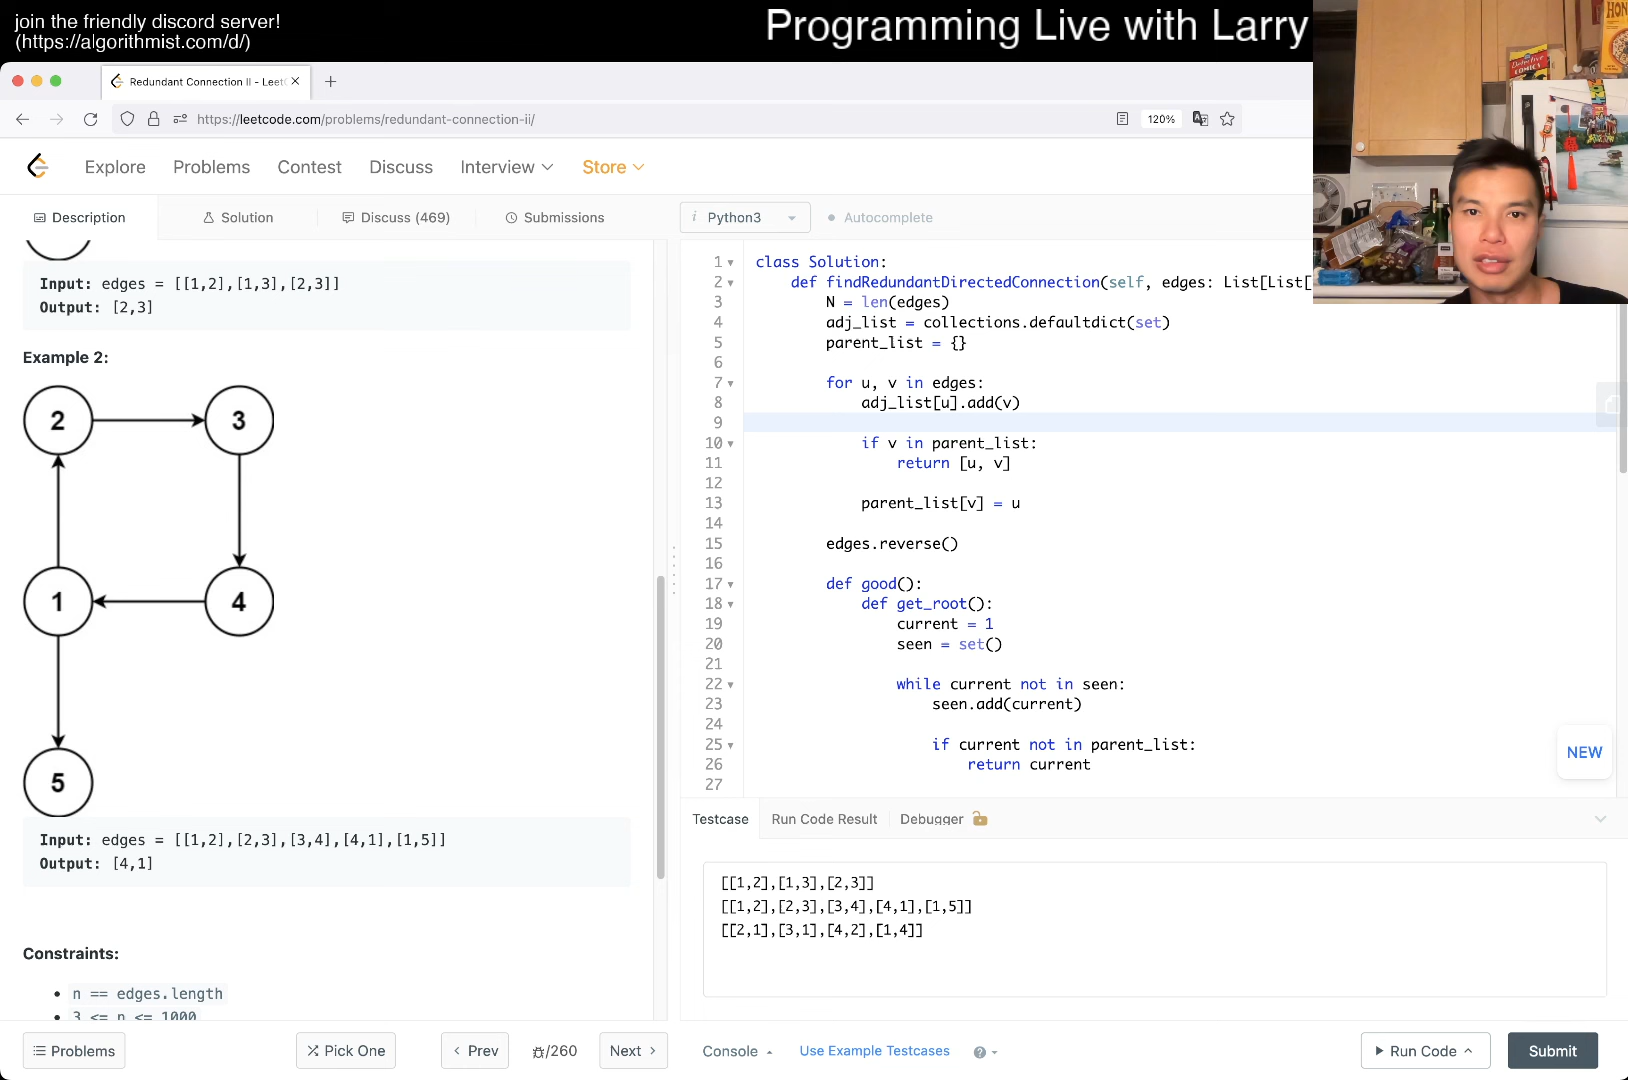 join the friendly discord server!
(https://algorithmist.com/d/)
Programming Live with Larry
Redundant Connection II - Leet
https://leetcode.com/problems/redundant-connection-ii/
120%
Explore Problems Contest Discuss Interview Store
Description Solution Discuss (469) Submissions
i Python3 Autocomplete
Input: edges = [[1,2],[1,3],[2,3]]
Output: [2,3]
Example 2:
2 3
1 4
5
Input: edges = [[1,2],[2,3],[3,4],[4,1],[1,5]]
Output: [4,1]
Constraints:
• n == edges.length
• 3 <= n <= 1000
1 class Solution:
2 def findRedundantDirectedConnection(self, edges: List[List[
3 N = len(edges)
4 adj_list = collections.defaultdict(set)
5 parent_list = {}
6
7 for u, v in edges:
8 adj_list[u].add(v)
9
10 if v in parent_list:
11 return [u, v]
12
13 parent_list[v] = u
14
15 edges.reverse()
16
17 def good():
18 def get_root():
19 current = 1
20 seen = set()
21
22 while current not in seen:
23 seen.add(current)
24
25 if current not in parent_list:
26 return current
27
NEW
Testcase Run Code Result Debugger
[[1,2],[1,3],[2,3]]
[[1,2],[2,3],[3,4],[4,1],[1,5]]
[[2,1],[3,1],[4,2],[1,4]]
Problems Pick One Prev /260 Next Console Use Example Testcases ? Run Code Submit